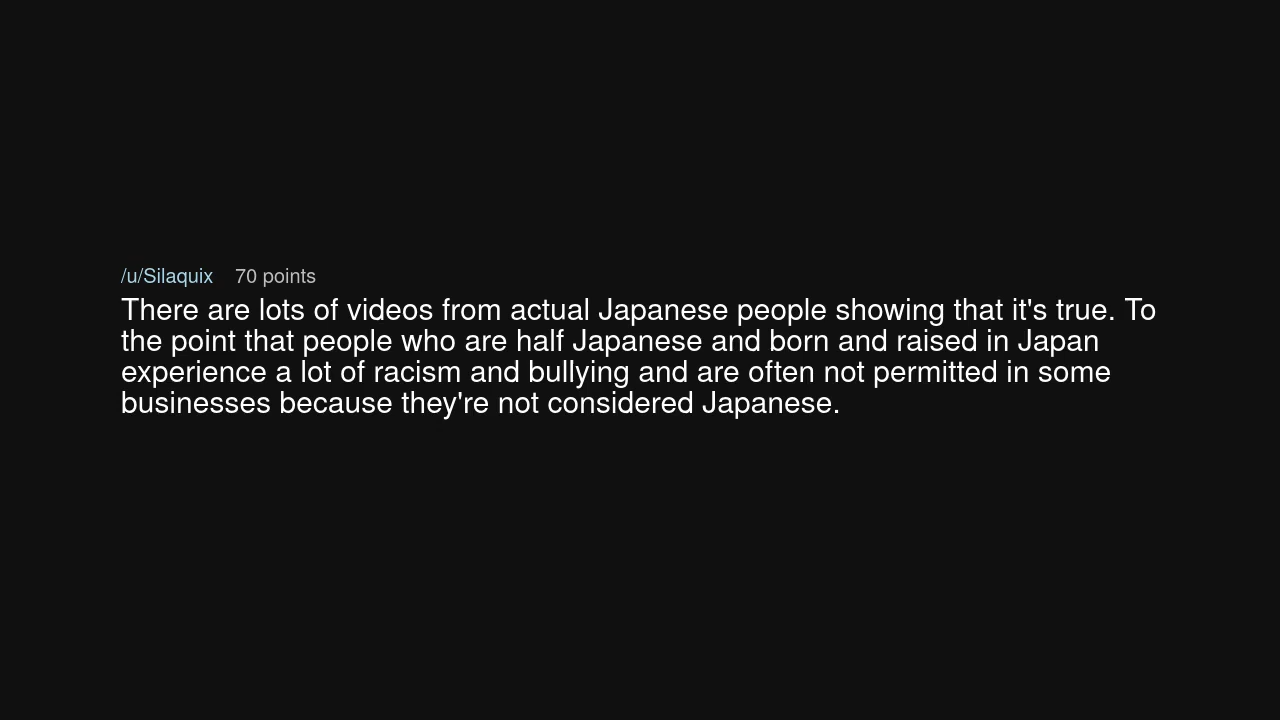 /u/Silaquix 70 points
There are lots of videos from actual Japanese people showing that it's true. To
the point that people who are half Japanese and born and raised in Japan
experience a lot of racism and bullying and are often not permitted in some
businesses because they're not considered Japanese.